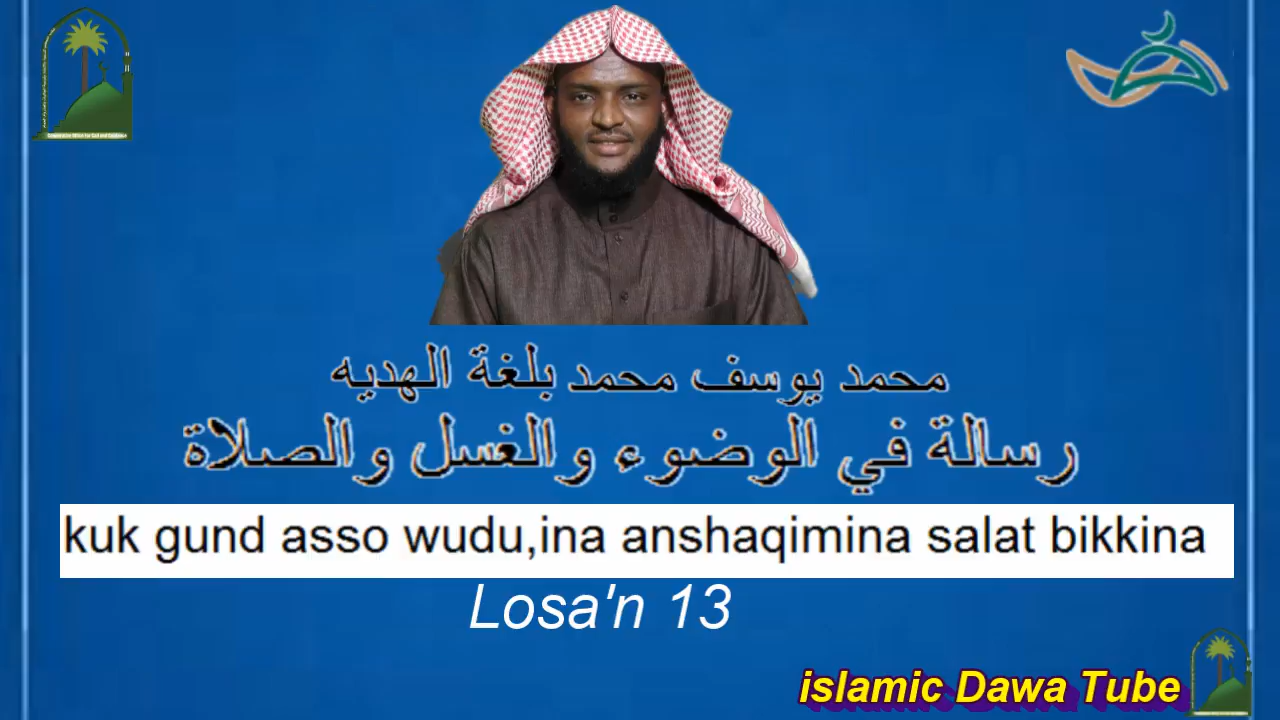 محمد يوسف محمد بلغة الهديه
رسالة في الوضوء والغسل والصلاة
kuk gund asso wudu,ina anshaqimina salat bikkina
Losa'n 13
islamic Dawa Tube